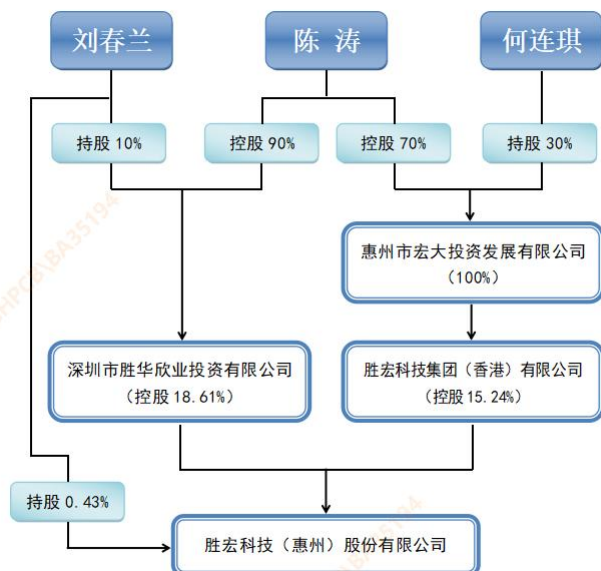 刘春兰
陈 涛
何连琪
持股 10%
控股 90%
控股 70%
持股 30%
惠州市宏大投资发展有限公司
（100%）
深圳市胜华欣业投资有限公司
（控股 18.61%）
胜宏科技集团（香港）有限公司
（控股 15.24%）
持股 0.43%
胜宏科技（惠州）股份有限公司